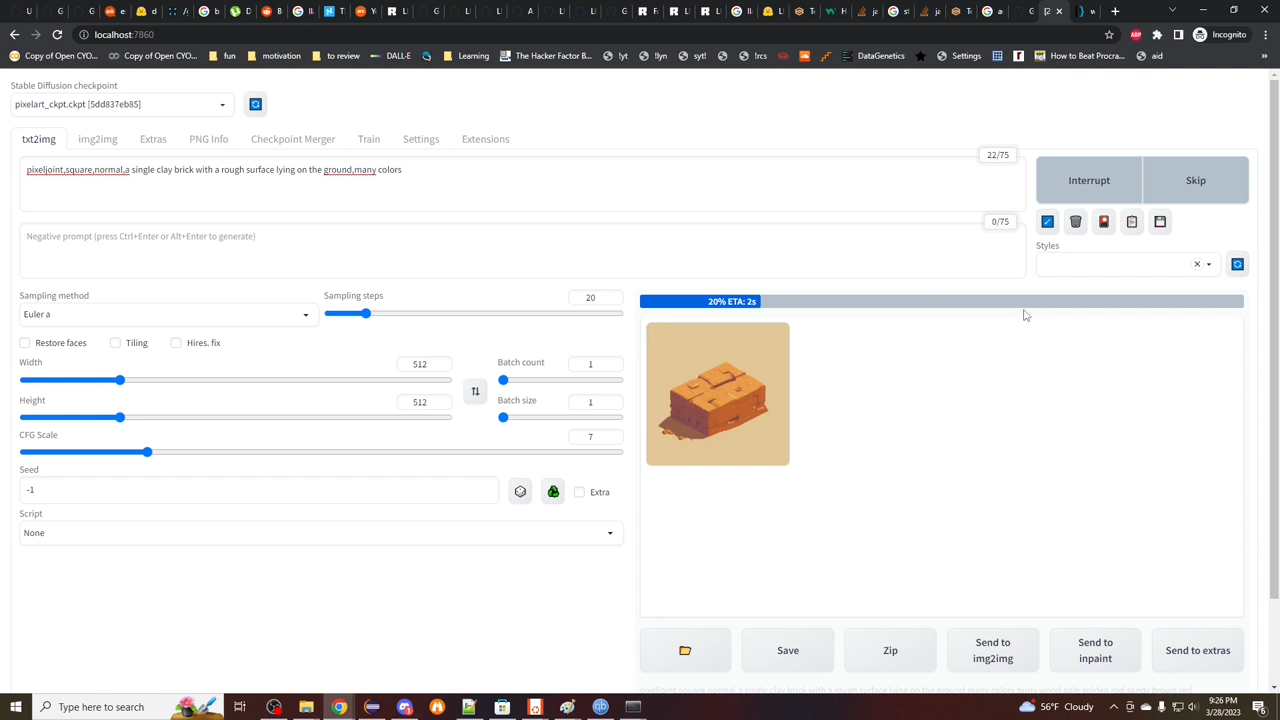 localhost:7860
Incognito
Copy of Open CYO...
Copy of Open CYO...
fun
motivation
to review
DALL-E
Learning
The Hacker Factor B...
!yt
!lyn
syt!
!rcs
DataGenetics
Settings
How to Beat Procra...
aid
Stable Diffusion checkpoint
pixelart_ckpt.ckpt [5dd837eb85]
txt2img
img2img
Extras
PNG Info
Checkpoint Merger
Train
Settings
Extensions
22/75
pixeljoint,square,normal,a single clay brick with a rough surface lying on the ground,many colors
Interrupt
Skip
0/75
Negative prompt (press Ctrl+Enter or Alt+Enter to generate)
Styles
Sampling method
Sampling steps
20
Euler a
20% ETA: 2s
Restore faces
Tiling
Hires. fix
Width
512
Batch count
1
Height
512
Batch size
1
CFG Scale
7
Seed
-1
Extra
Script
None
Save
Zip
Send to
img2img
Send to
inpaint
Send to extras
Type here to search
56°F Cloudy
9:26 PM
3/28/2023